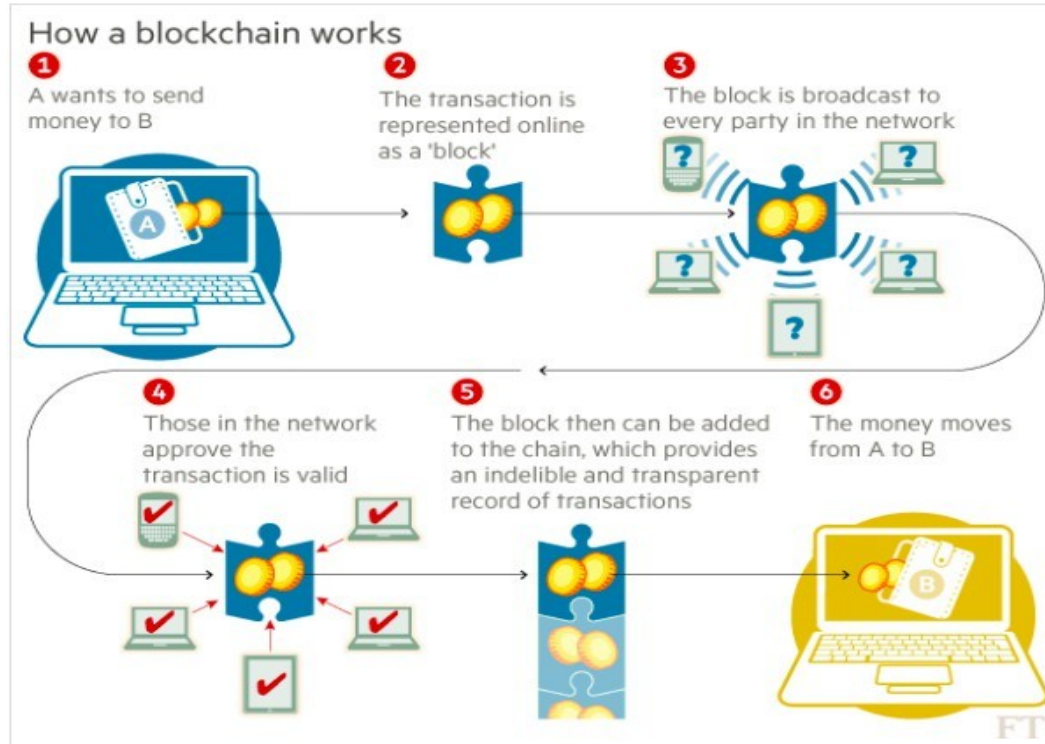 How a blockchain works
1
A wants to send
money to B
A
2
The transaction is
represented online
as a 'block'
3
The block is broadcast to
every party in the network
?
?
?
?
?
4
Those in the network
approve the
transaction is valid
5
The block then can be added
to the chain, which provides
an indelible and transparent
record of transactions
6
The money moves
from A to B
B
FT